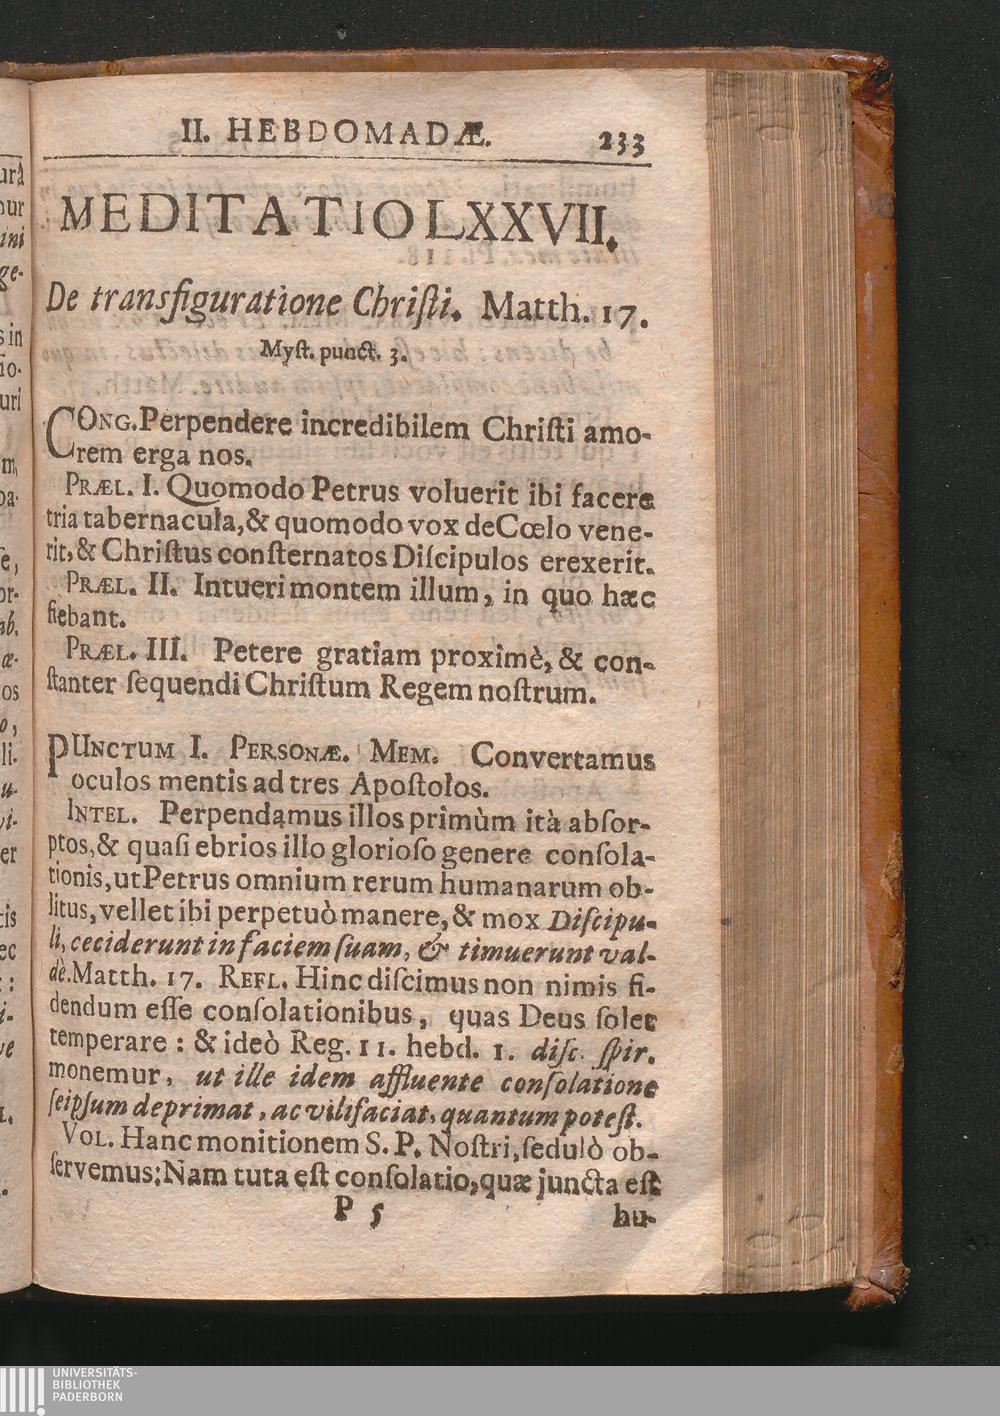 II. HEBDOMADÆ. 233
MEDITATIO LXXVII.
De transfiguratione Chriſti. Matth. 17.
Myſt. punct. 3.
CONG. Perpendere incredibilem Chriſti amo-
rem erga nos.
PRÆL. I. Quomodo Petrus voluerit ibi facere
tria tabernacula, & quomodo vox de Cœlo vene-
rit, & Chriſtus conſternatos Diſcipulos erexerit.
PRÆL. II. Intueri montem illum, in quo hæc
fiebant.
PRÆL. III. Petere gratiam proximè, & con-
ſtanter ſequendi Chriſtum Regem noſtrum.
PUNCTUM I. PERSONÆ. MEM. Convertamus
oculos mentis ad tres Apoſtolos.
INTEL. Perpendamus illos primùm ità abſor-
ptos, & quaſi ebrios illo glorioſo genere conſola-
tionis, ut Petrus omnium rerum humanarum ob-
litus, vellet ibi perpetuò manere, & mox Diſcipu-
li, ceciderunt in faciem ſuam, & timuerunt val-
dè. Matth. 17. REFL. Hinc diſcimus non nimis fi-
dendum eſſe conſolationibus, quas Deus ſolet
temperare : & ideò Reg. 11. hebd. 1. diſc. ſpir.
monemur, ut ille idem affluente conſolatione
ſeipſum deprimat, ac vilifaciat, quantum poteſt.
VOL. Hanc monitionem S. P. Noſtri, ſedulò ob-
ſervemus: Nam tuta eſt conſolatio, quæ juncta eſt
P 5 hu-
UNIVERSITÄTS-
BIBLIOTHEK
PADERBORN